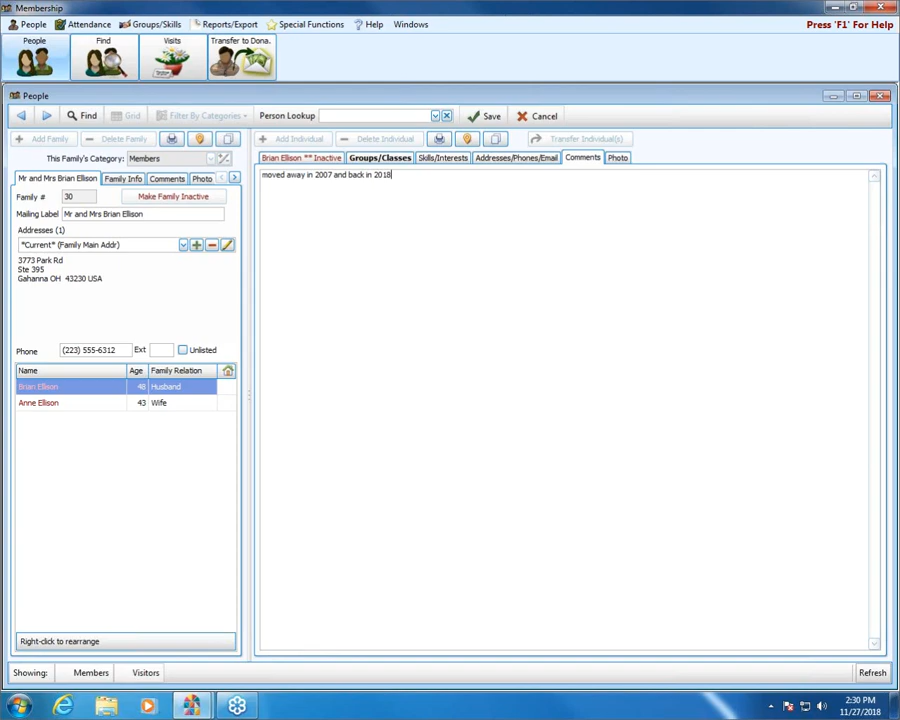 Membership
People Attendance Groups/Skills Reports/Export Special Functions Help Windows Press 'F1' For Help
People Find Visits Transfer to Dona.
People
Find Grid Filter By Categories Person Lookup Save Cancel
Add Family Delete Family Add Individual Delete Individual Transfer Individual(s)
This Family's Category: Members
Brian Ellison ** Inactive Groups/Classes Skills/Interests Addresses/Phones/Email Comments Photo
Mr and Mrs Brian Ellison Family Info Comments Photo
moved away in 2007 and back in 2018
Family # 30 Make Family Inactive
Mailing Label Mr and Mrs Brian Ellison
Addresses (1)
*Current* (Family Main Addr)
3773 Park Rd
Ste 395
Gahanna OH 43230 USA
Phone (223) 555-6312 Ext Unlisted
Name Age Family Relation
Brian Ellison 48 Husband
Anne Ellison 43 Wife
Right-click to rearrange
Showing: Members Visitors Refresh
2:30 PM
11/27/2018